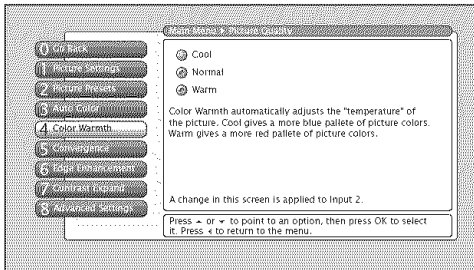 Main Menu ▸ Picture Quality
0 Go Back
1 Picture Settings
2 Picture Presets
3 Auto Color
4 Color Warmth
5 Convergence
6 Edge Enhancement
7 Contrast Expand
8 Advanced Settings
Cool
Normal
Warm
Color Warmth automatically adjusts the "temperature" of
the picture. Cool gives a more blue pallete of picture colors.
Warm gives a more red pallete of picture colors.
A change in this screen is applied to Input 2.
Press ▲ or ▼ to point to an option, then press OK to select
it. Press ◂ to return to the menu.